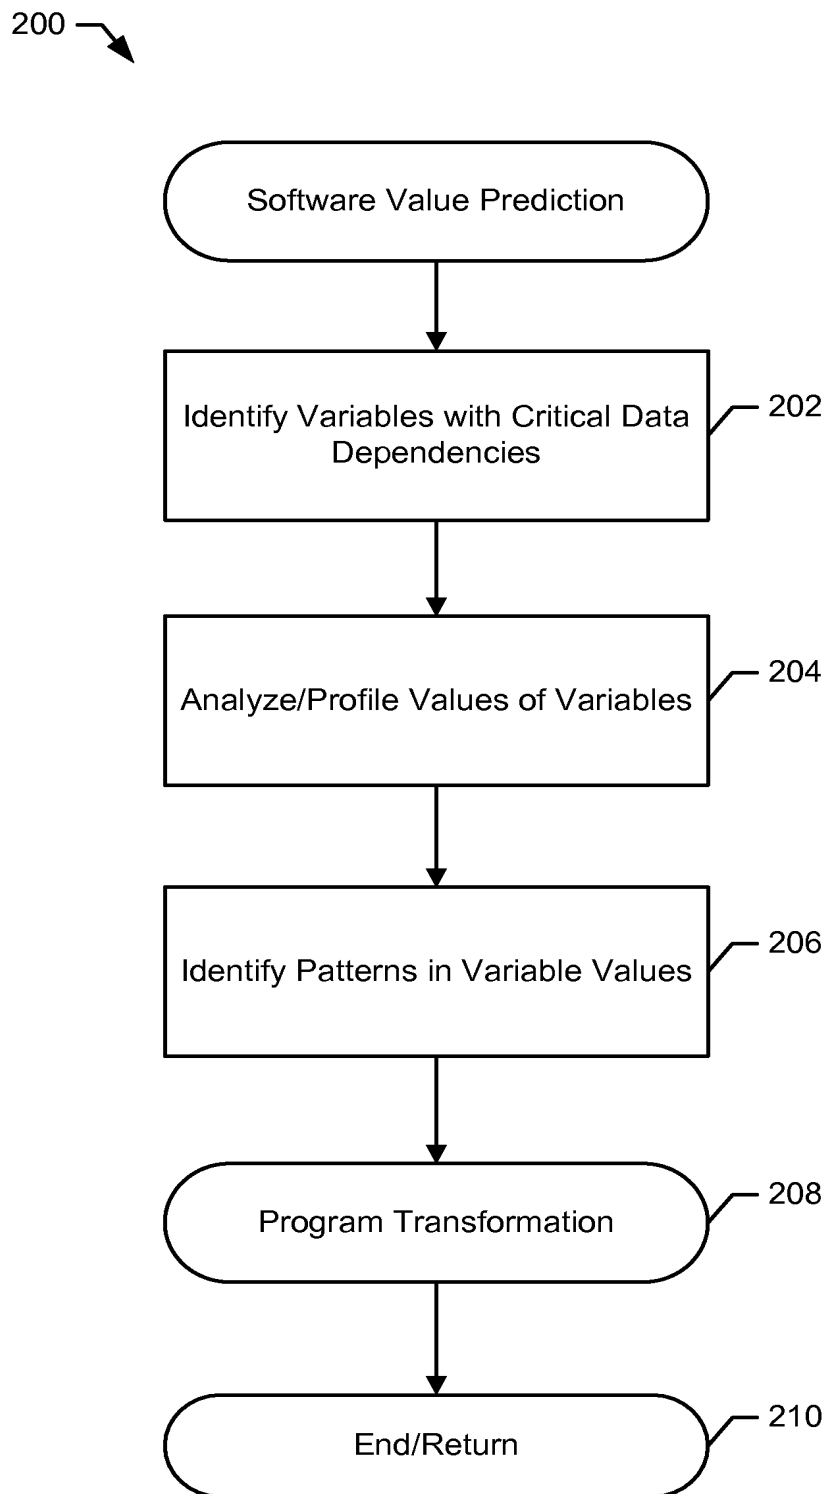 200
Software Value Prediction
Identify Variables with Critical Data
Dependencies
202
Analyze/Profile Values of Variables
204
Identify Patterns in Variable Values
206
Program Transformation
208
End/Return
210